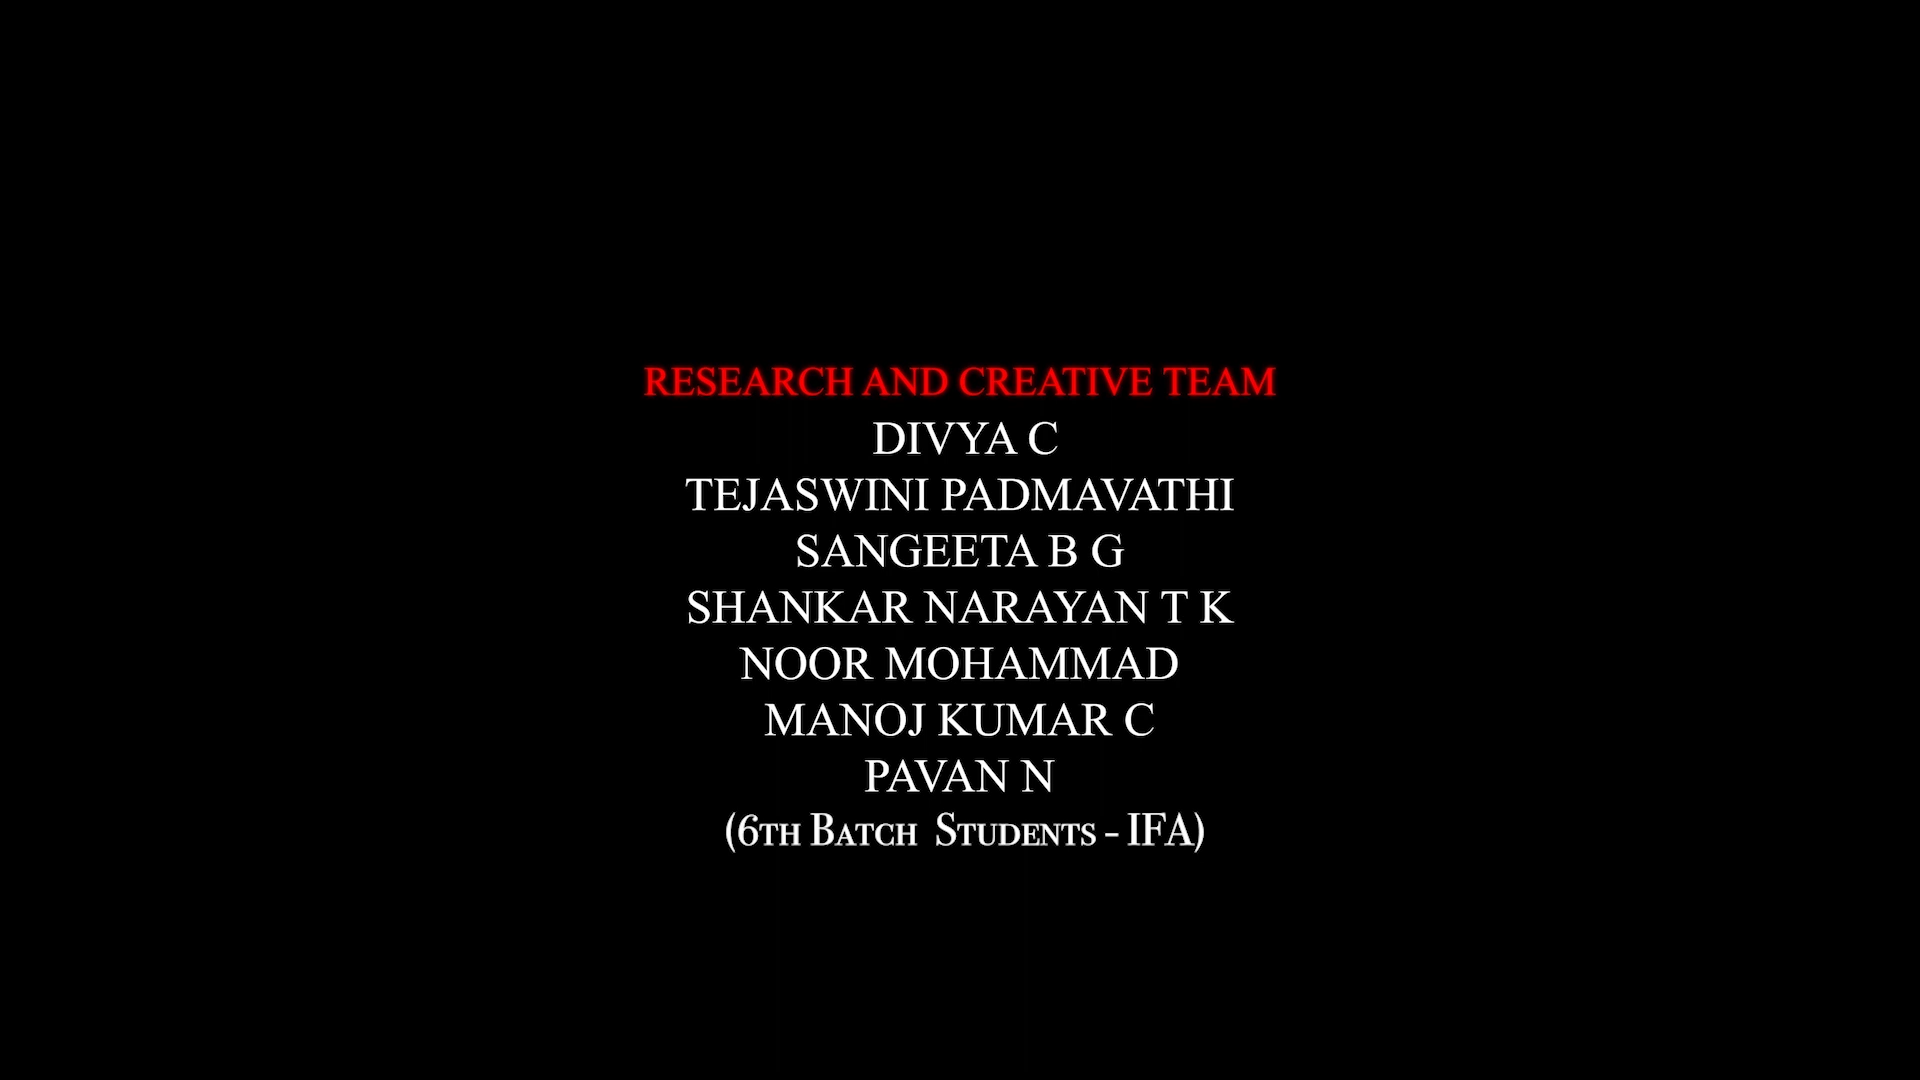 RESEARCH AND CREATIVE TEAM
DIVYA C
TEJASWINI PADMAVATHI
SANGEETA B G
SHANKAR NARAYAN T K
NOOR MOHAMMAD
MANOJ KUMAR C
PAVAN N
(6TH BATCH STUDENTS - IFA)